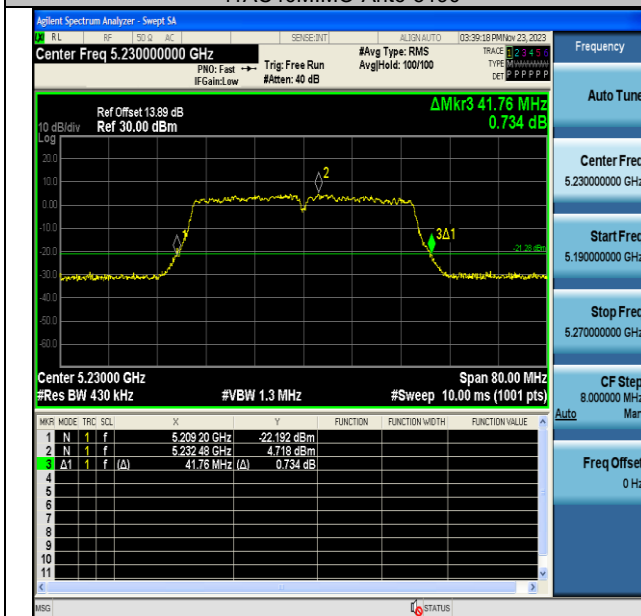 Agilent Spectrum Analyzer - Swept SA
RL RF 50 Ω AC SENSE:INT ALIGN AUTO 03:39:18 PM Nov 23, 2023
Center Freq 5.230000000 GHz
PNO: Fast
IFGain:Low
Trig: Free Run
#Atten: 40 dB
#Avg Type: RMS
Avg|Hold: 100/100
TRACE 1 2 3 4 5 6
TYPE M
DET P P P P P P
ΔMkr3 41.76 MHz
0.734 dB
Ref Offset 13.89 dB
10 dB/div Ref 30.00 dBm
Log
20.0
10.0
0.00
-10.0
-20.0
-30.0
-40.0
-50.0
-60.0
1
2
3Δ1
-21.28 dBm
Center 5.23000 GHz Span 80.00 MHz
#Res BW 430 kHz #VBW 1.3 MHz #Sweep 10.00 ms (1001 pts)
MKR MODE TRC SCL X Y FUNCTION FUNCTION WIDTH FUNCTION VALUE
1 N 1 f 5.209 20 GHz -22.192 dBm
2 N 1 f 5.232 48 GHz 4.718 dBm
3 Δ1 1 f (Δ) 41.76 MHz (Δ) 0.734 dB
4
5
6
7
8
9
10
11
MSG STATUS
Frequency
Auto Tune
Center Freq
5.230000000 GHz
Start Freq
5.190000000 GHz
Stop Freq
5.270000000 GHz
CF Step
8.000000 MHz
Auto Man
Freq Offset
0 Hz